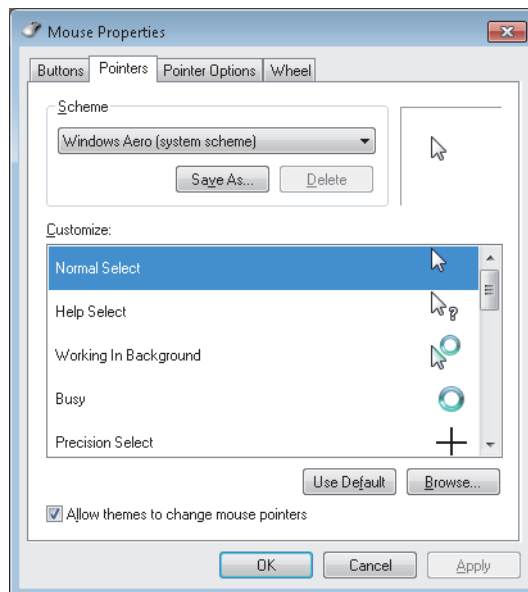 Mouse Properties
Buttons Pointers Pointer Options Wheel
Scheme
Windows Aero (system scheme)
Save As... Delete
Customize:
Normal Select
Help Select
Working In Background
Busy
Precision Select
Use Default Browse...
Allow themes to change mouse pointers
OK Cancel Apply